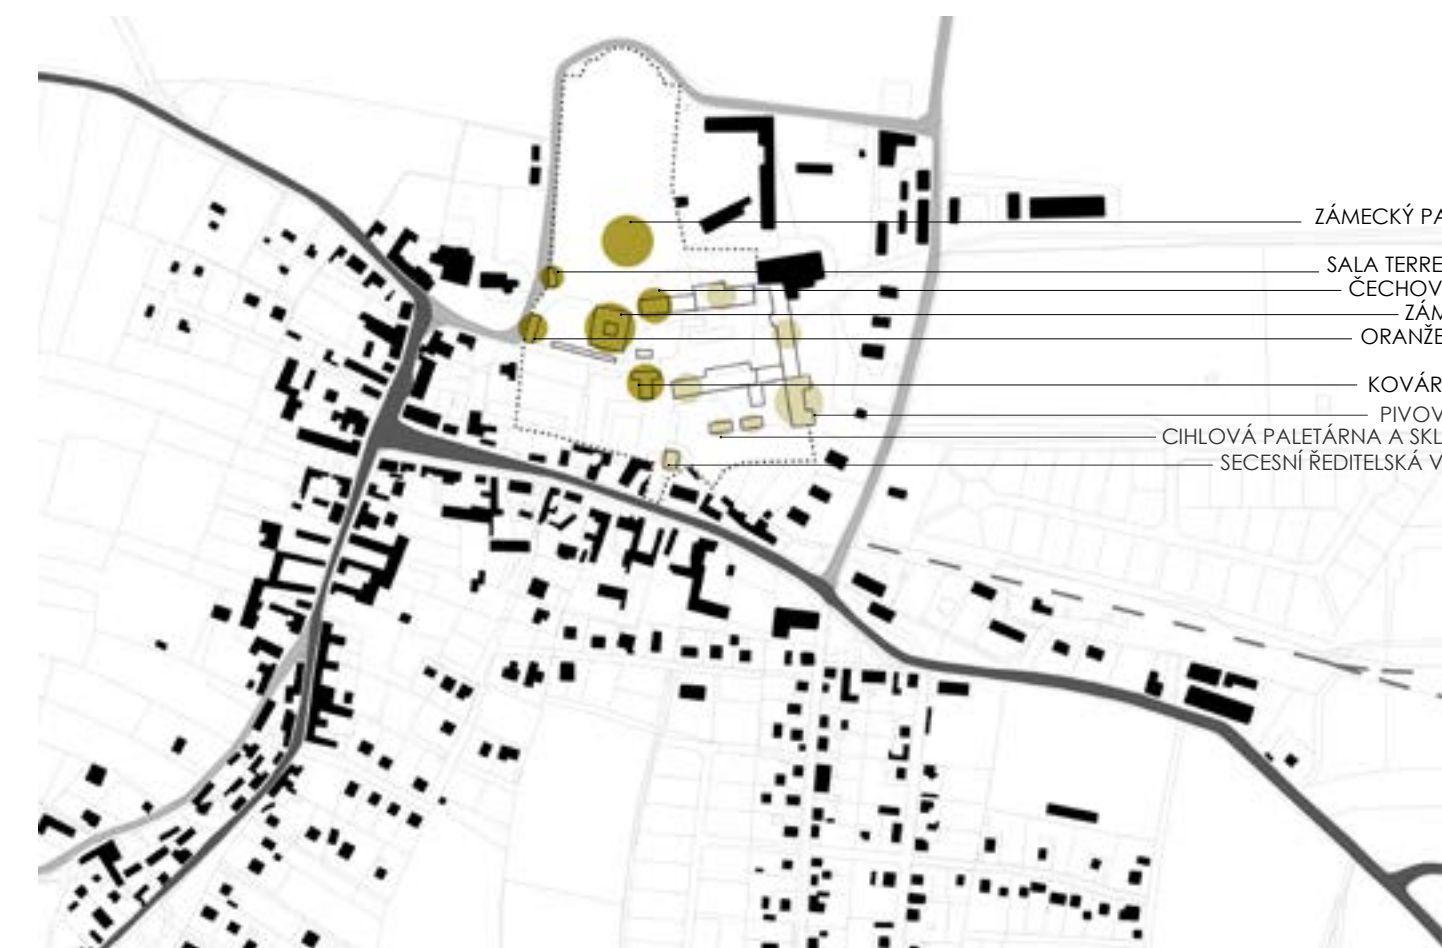 ZÁMECKÝ PA
SALA TERRE
ČECHOV
ZÁM
ORANŽE
KOVÁR
PIVOV
CIHLOVÁ PALETÁRNA A SKL
SECESNÍ ŘEDITELSKÁ V